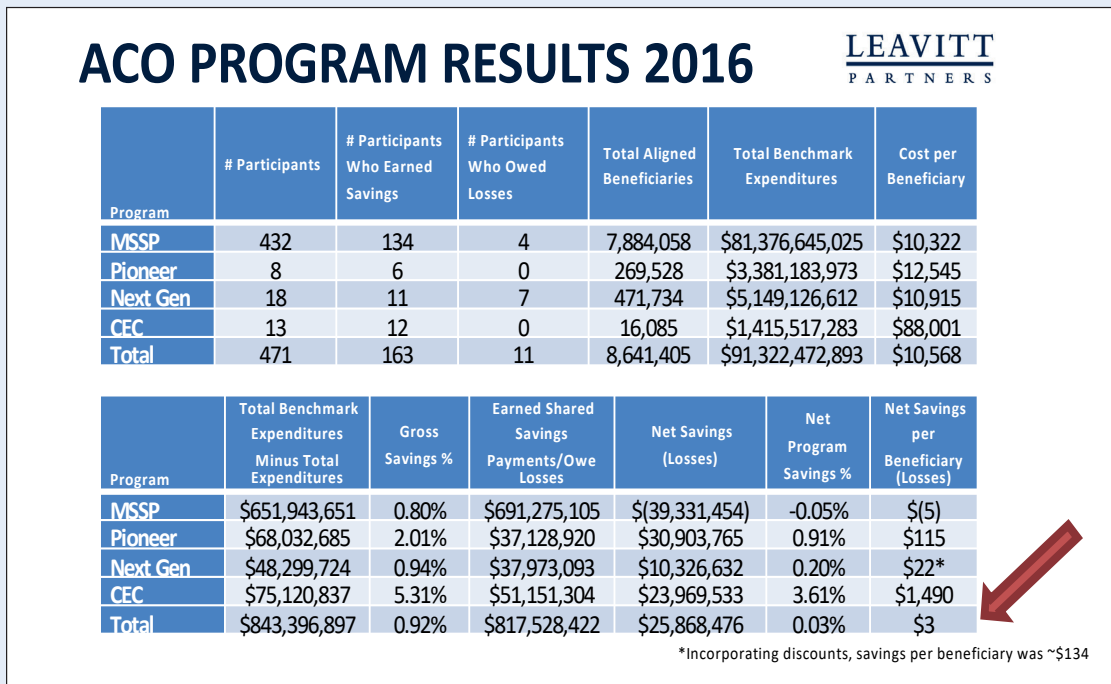 ACO PROGRAM RESULTS 2016
LEAVITT
PARTNERS
Program | # Participants | # Participants Who Earned Savings | # Participants Who Owed Losses | Total Aligned Beneficiaries | Total Benchmark Expenditures | Cost per Beneficiary
MSSP 432 134 4 7,884,058 $81,376,645,025 $10,322
Pioneer 8 6 0 269,528 $3,381,183,973 $12,545
Next Gen 18 11 7 471,734 $5,149,126,612 $10,915
CEC 13 12 0 16,085 $1,415,517,283 $88,001
Total 471 163 11 8,641,405 $91,322,472,893 $10,568
Program | Total Benchmark Expenditures Minus Total Expenditures | Gross Savings % | Earned Shared Savings Payments/Owe Losses | Net Savings (Losses) | Net Program Savings % | Net Savings per Beneficiary (Losses)
MSSP $651,943,651 0.80% $691,275,105 $(39,331,454) -0.05% $(5)
Pioneer $68,032,685 2.01% $37,128,920 $30,903,765 0.91% $115
Next Gen $48,299,724 0.94% $37,973,093 $10,326,632 0.20% $22*
CEC $75,120,837 5.31% $51,151,304 $23,969,533 3.61% $1,490
Total $843,396,897 0.92% $817,528,422 $25,868,476 0.03% $3
*Incorporating discounts, savings per beneficiary was ~$134